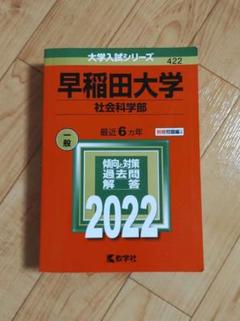 大学入試シリーズ
422
早稲田大学
社会科学部
一般
最近6カ年
傾向と対策
過去問
解答
2022
教学社